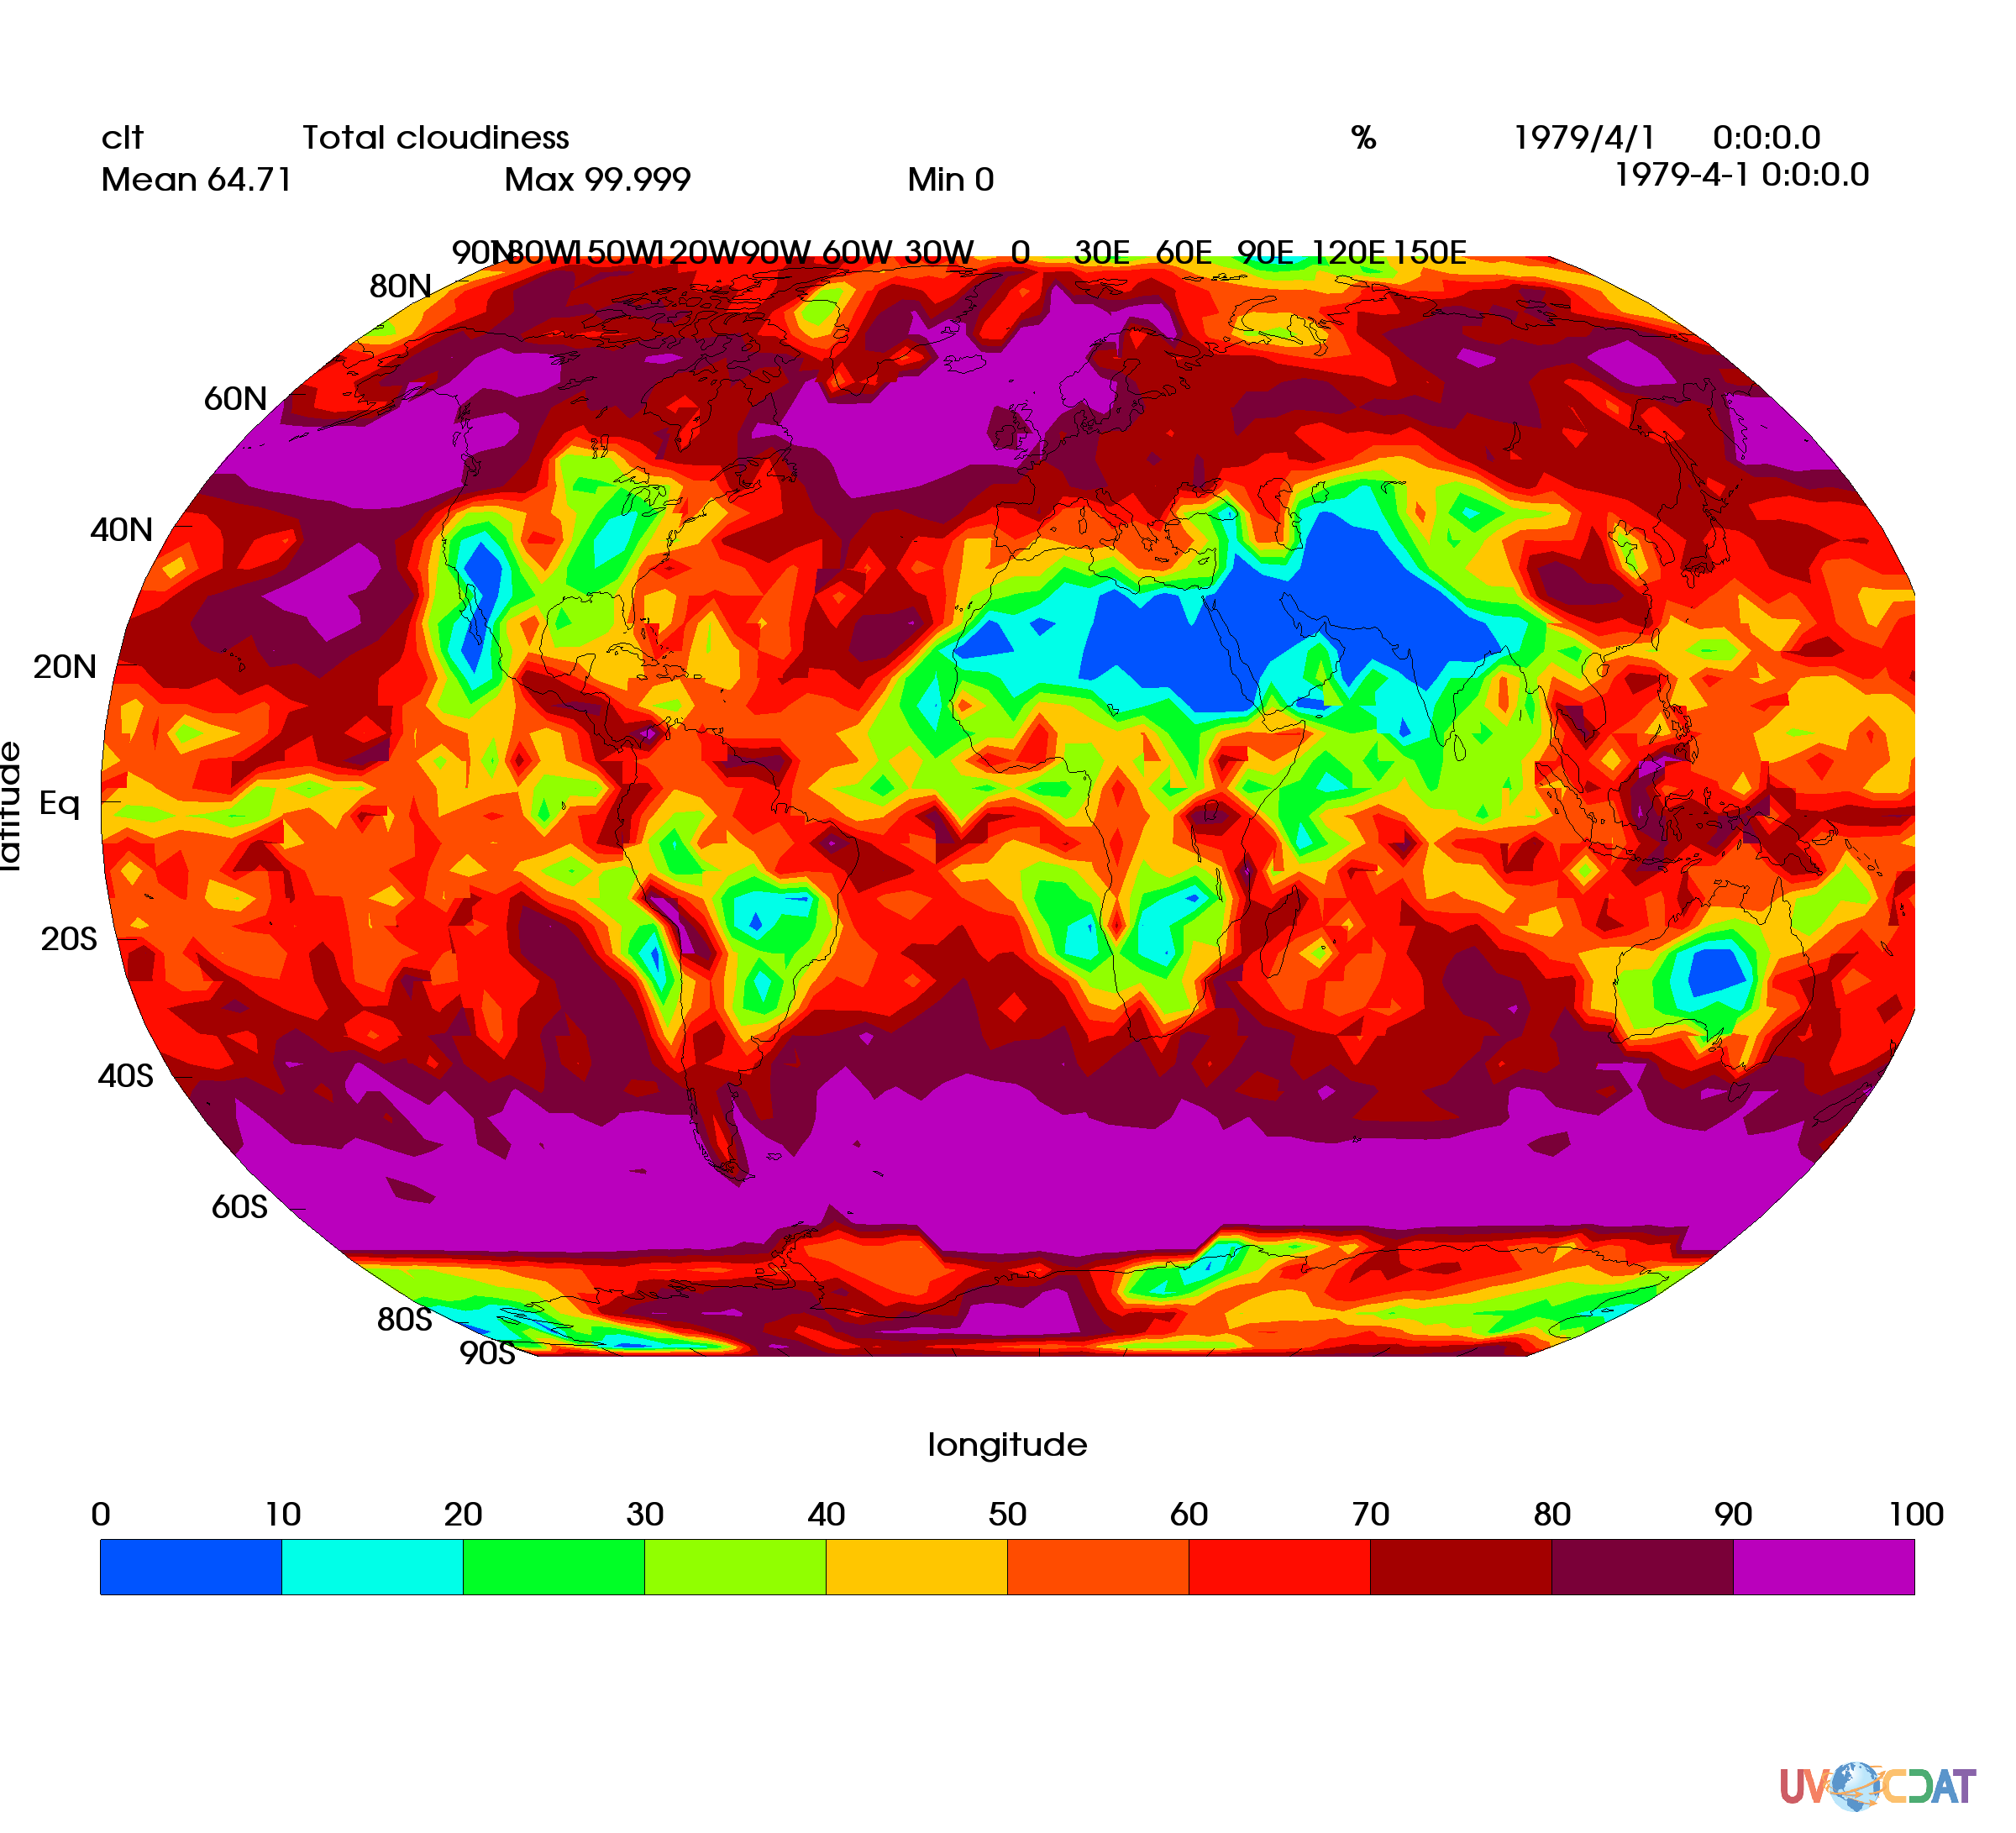 clt Total cloudiness % 1979/4/1 0:0:0.0
Mean 64.71 Max 99.999 Min 0 1979-4-1 0:0:0.0
90N 180W 150W 120W 90W 60W 30W 0 30E 60E 90E 120E 150E
80N
60N
40N
20N
latitude
Eq
20S
40S
60S
80S
90S
longitude
0 10 20 30 40 50 60 70 80 90 100
UV CDAT